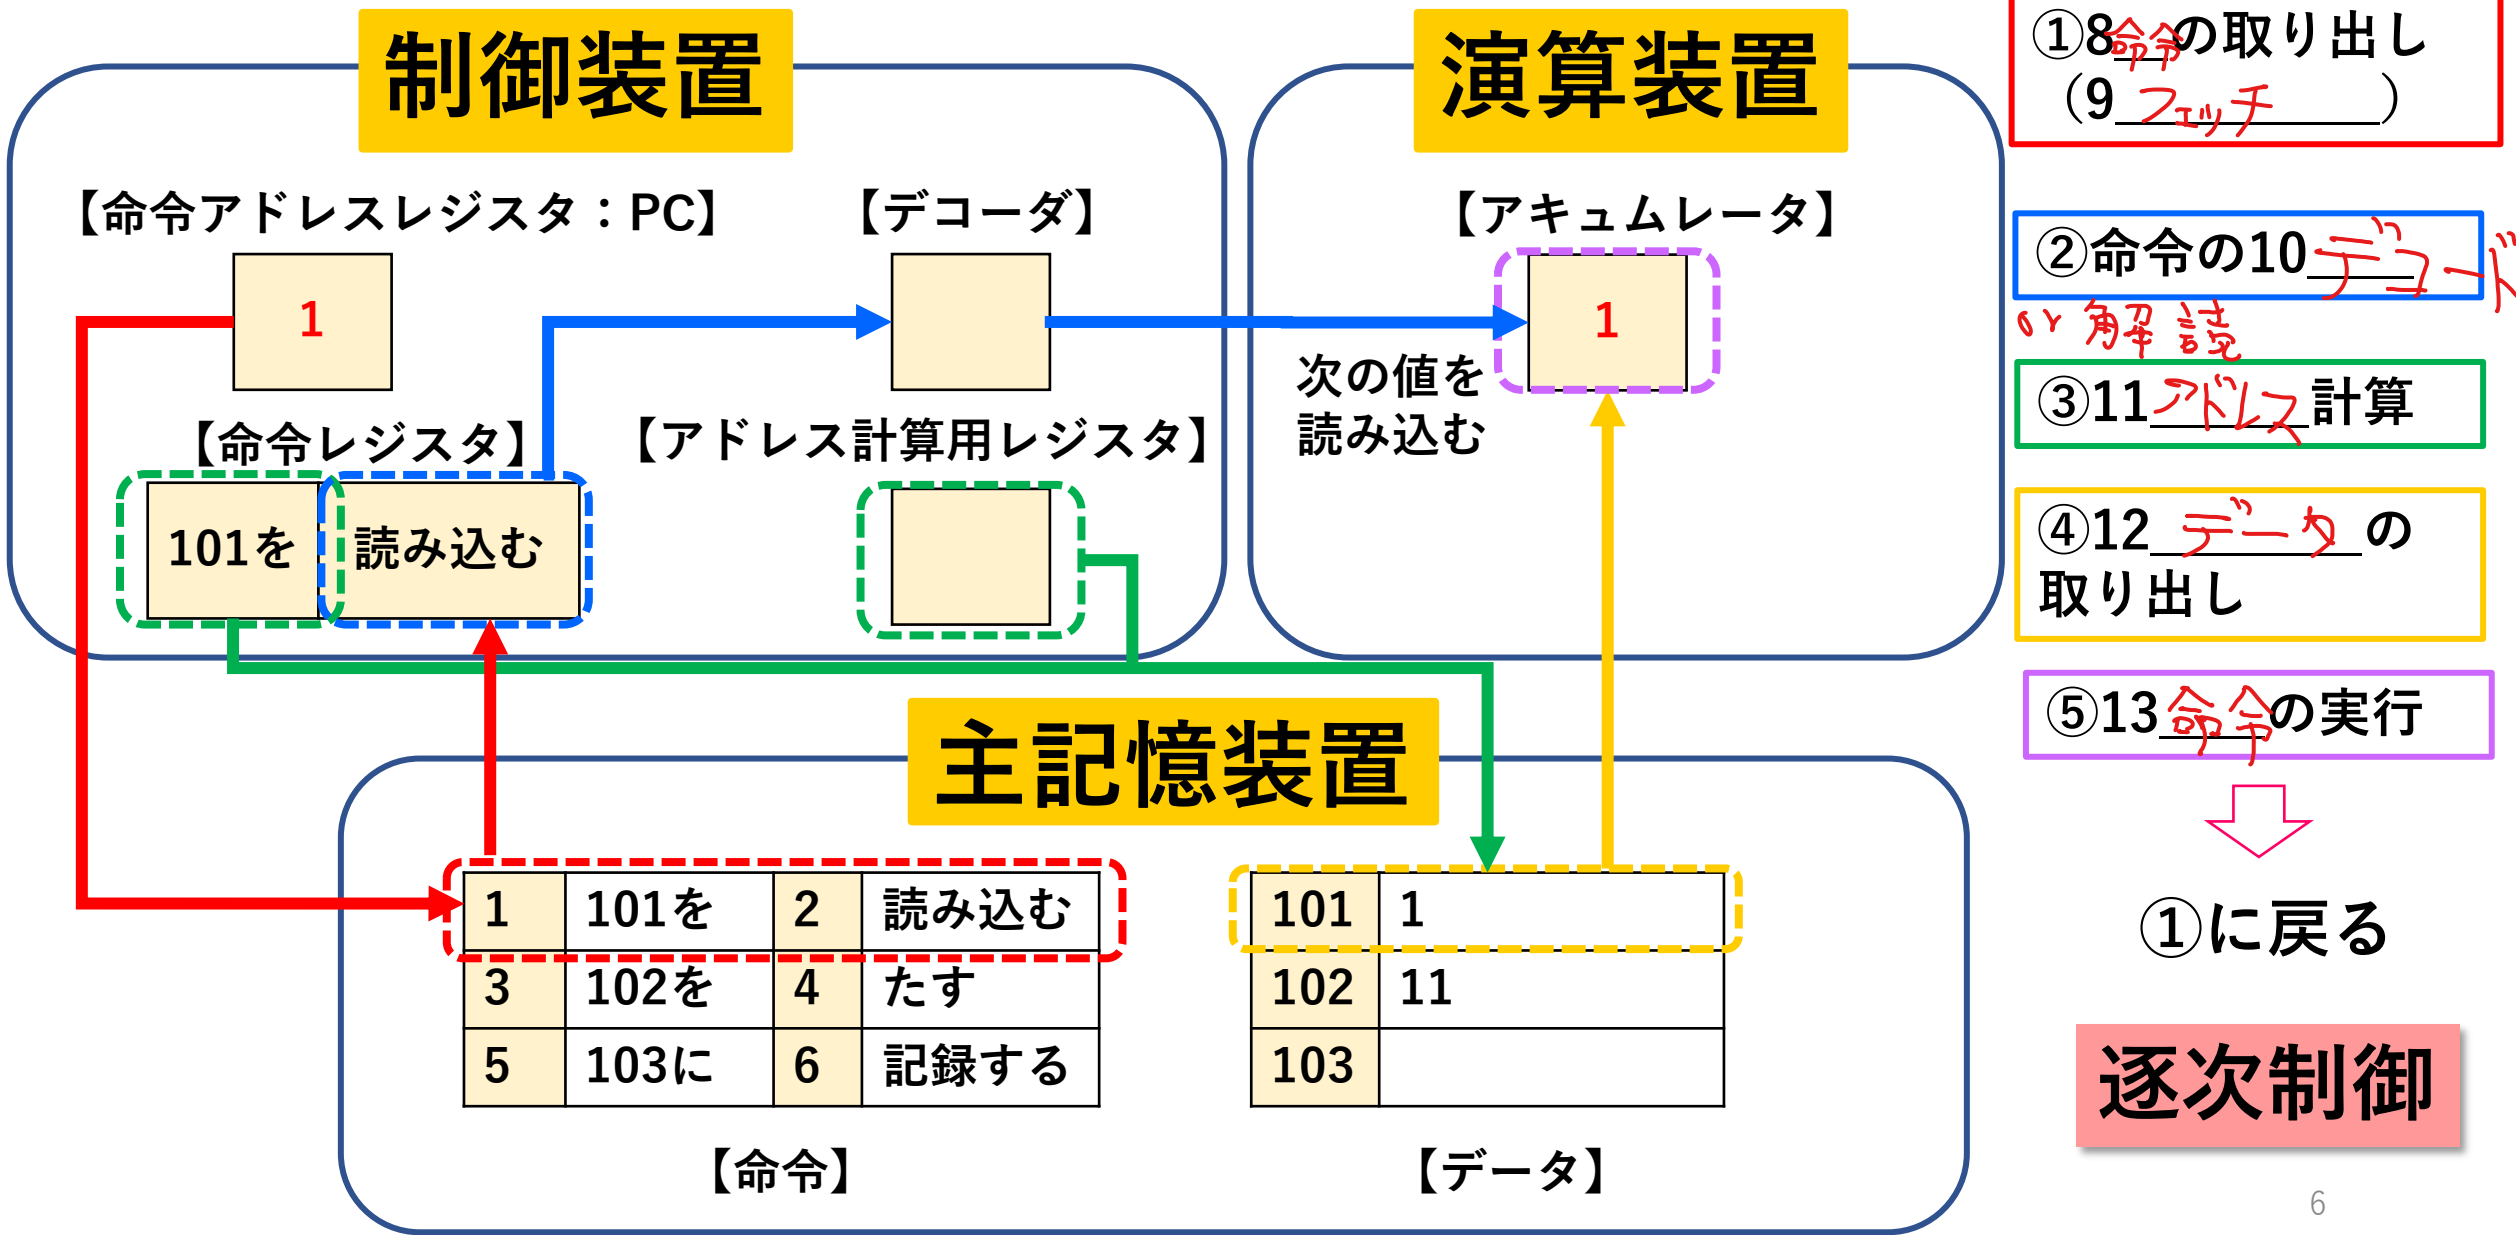 制御装置
【命令アドレスレジスタ：PC】
1
【デコーダ】
【命令レジスタ】
101を 読み込む
【アドレス計算用レジスタ】
演算装置
【アキュムレータ】
1
次の値を
読み込む
主記憶装置
1 101を 2 読み込む
3 102を 4 たす
5 103に 6 記録する
【命令】
101 1
102 11
103
【データ】
①8命令の取り出し
（9フェッチ）
②命令の10デコード
or 解読
③11アドレス計算
④12データの
取り出し
⑤13命令の実行
①に戻る
逐次制御
6